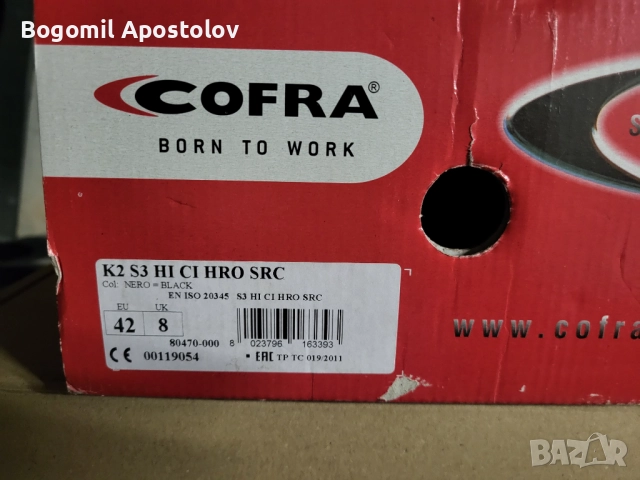 Bogomil Apostolov
COFRA®
BORN TO WORK
K2 S3 HI CI HRO SRC
Col: NERO = BLACK
EN ISO 20345 S3 HI CI HRO SRC
EU UK
42 8
80470-000 8 023796 163393
CE 00119054 • EAC TP TC 019/2011
www.cofra
BAZAR